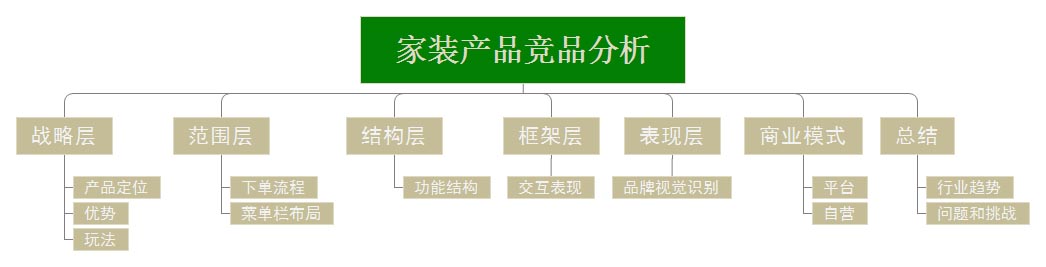 家装产品竞品分析
战略层
范围层
结构层
框架层
表现层
商业模式
总结
产品定位
优势
玩法
下单流程
菜单栏布局
功能结构
交互表现
品牌视觉识别
平台
自营
行业趋势
问题和挑战